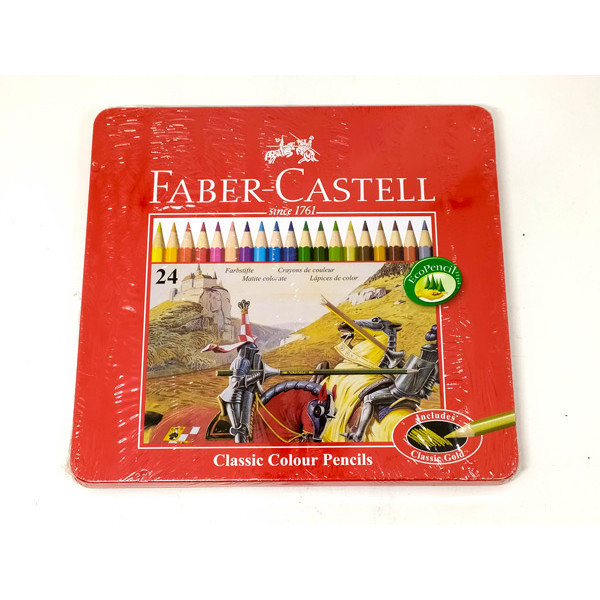 FABER-CASTELL
since 1761
24
Farbstifte Crayons de couleur
Matite colorate Lápices de color
EcoPencil
includes
Classic Gold
Classic Colour Pencils